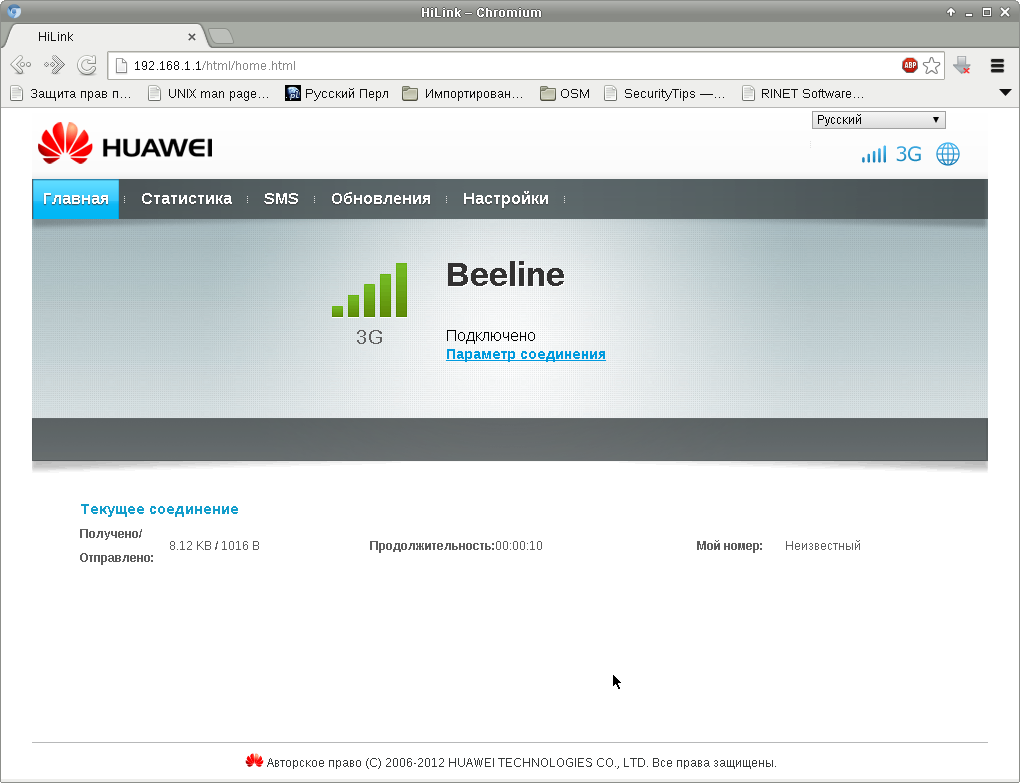 HiLink – Chromium
HiLink
192.168.1.1/html/home.html
ABP
Защита прав п... UNIX man page... pl Русский Перл Импортирован... OSM SecurityTips —... RINET Software...
Русский
HUAWEI
3G
Главная Статистика SMS Обновления Настройки
Beeline
3G
Подключено
Параметр соединения
Текущее соединение
Получено/
Отправлено:
8.12 KB / 1016 B
Продолжительность:00:00:10
Мой номер: Неизвестный
Авторское право (C) 2006-2012 HUAWEI TECHNOLOGIES CO., LTD. Все права защищены.